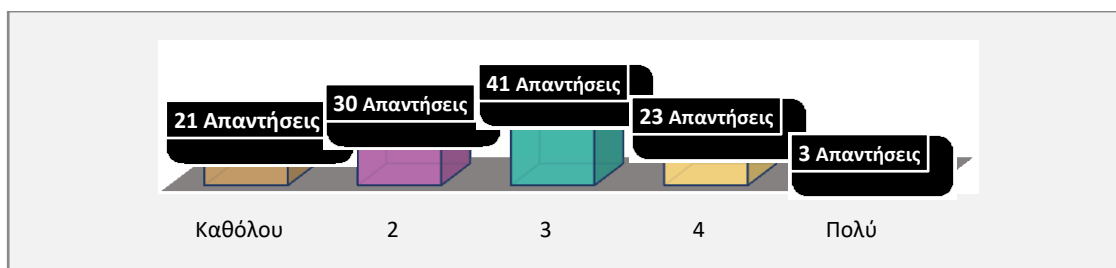 41 Απαντήσεις
30 Απαντήσεις
21 Απαντήσεις
23 Απαντήσεις
3 Απαντήσεις
Καθόλου 2 3 4 Πολύ